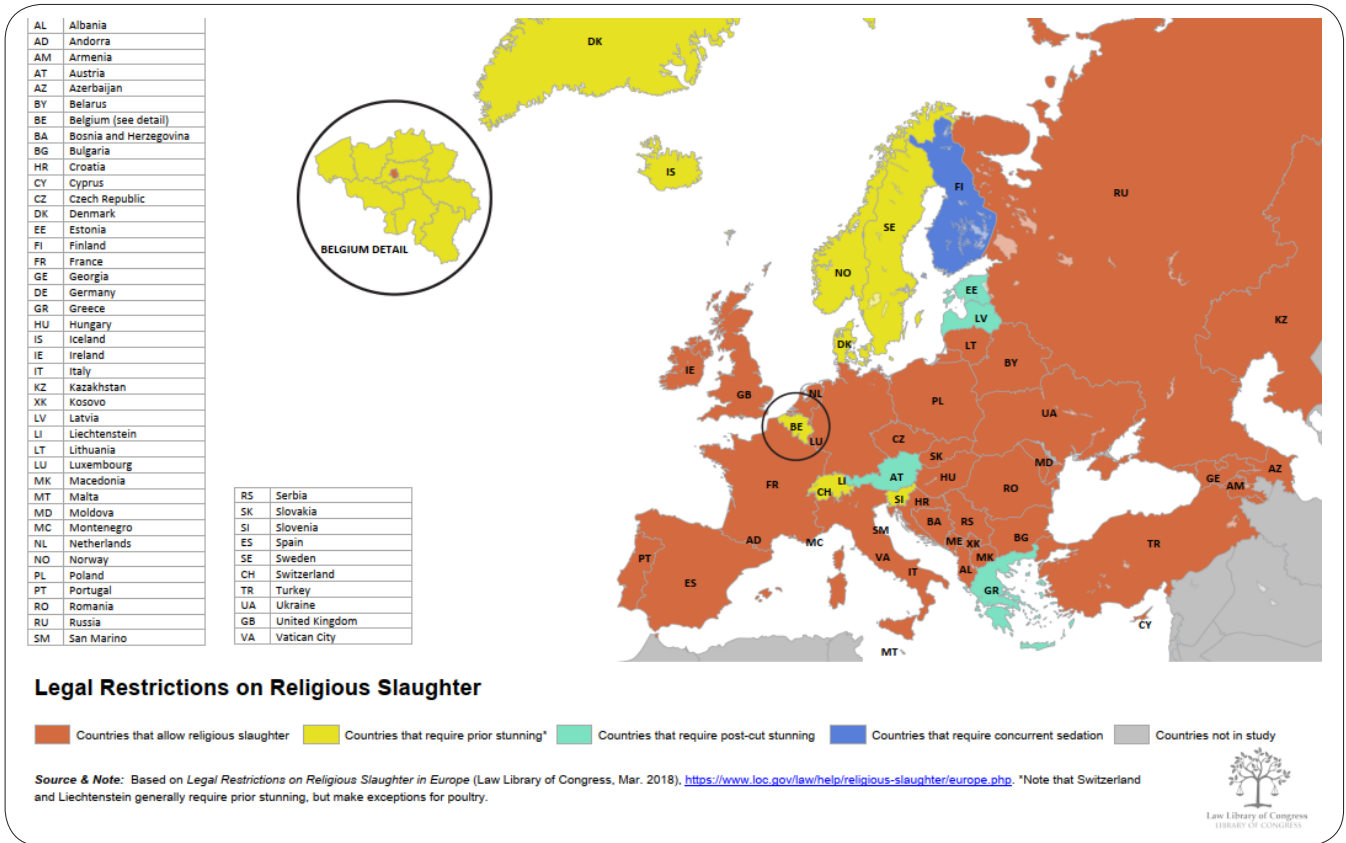 AL Albania
AD Andorra
AM Armenia
AT Austria
AZ Azerbaijan
BY Belarus
BE Belgium (see detail)
BA Bosnia and Herzegovina
BG Bulgaria
HR Croatia
CY Cyprus
CZ Czech Republic
DK Denmark
EE Estonia
FI Finland
FR France
GE Georgia
DE Germany
GR Greece
HU Hungary
IS Iceland
IE Ireland
IT Italy
KZ Kazakhstan
XK Kosovo
LV Latvia
LI Liechtenstein
LT Lithuania
LU Luxembourg
MK Macedonia
MT Malta
MD Moldova
MC Montenegro
NL Netherlands
NO Norway
PL Poland
PT Portugal
RO Romania
RU Russia
SM San Marino
RS Serbia
SK Slovakia
SI Slovenia
ES Spain
SE Sweden
CH Switzerland
TR Turkey
UA Ukraine
GB United Kingdom
VA Vatican City
BELGIUM DETAIL
DK
IS
FI
RU
SE
NO
EE
LV
KZ
DK
LT
BY
IE
GB
NL
PL
UA
BE
LU
CZ
SK
MD
AZ
FR
CH
LI
AT
HU
RO
GE
AM
SI
HR
BA
RS
SM
AD
MC
ME
XK
BG
TR
PT
VA
MK
ES
IT
AL
GR
CY
MT
Legal Restrictions on Religious Slaughter
Countries that allow religious slaughter
Countries that require prior stunning*
Countries that require post-cut stunning
Countries that require concurrent sedation
Countries not in study
Source & Note: Based on Legal Restrictions on Religious Slaughter in Europe (Law Library of Congress, Mar. 2018), https://www.loc.gov/law/help/religious-slaughter/europe.php. *Note that Switzerland
and Liechtenstein generally require prior stunning, but make exceptions for poultry.
Law Library of Congress
LIBRARY OF CONGRESS